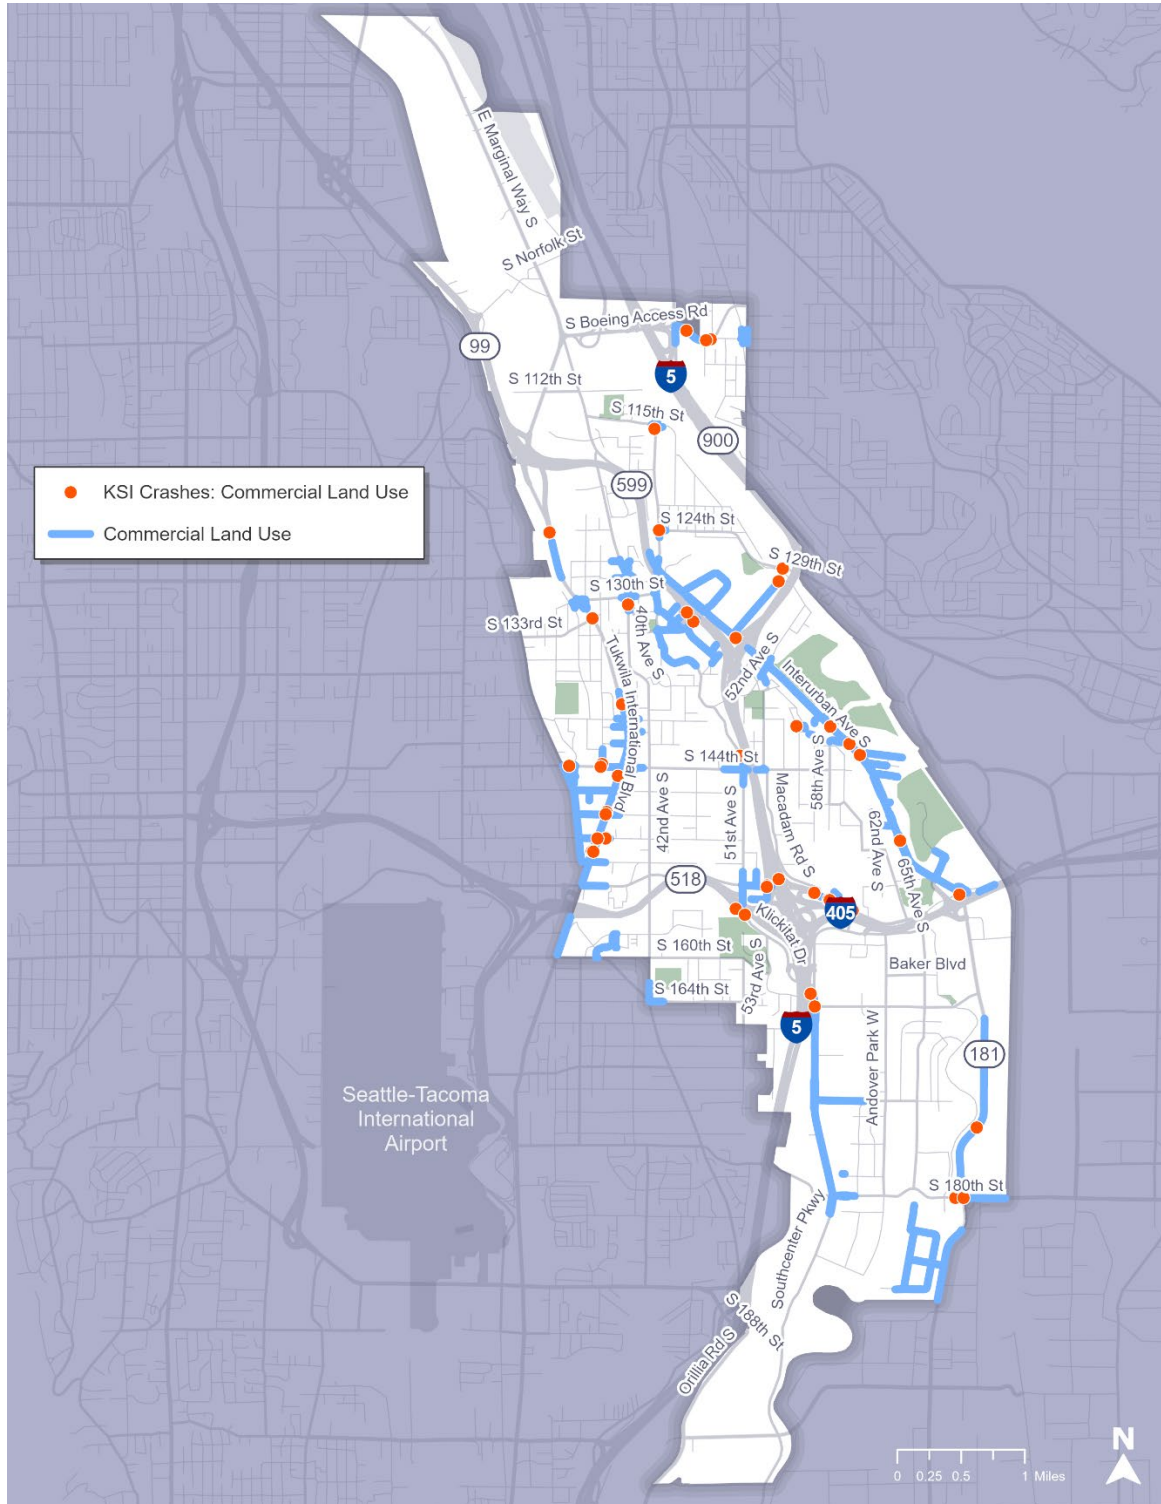 E Marginal Way S
S Norfolk St
S Boeing Access Rd
99
5
S 112th St
S 115th St
900
KSI Crashes: Commercial Land Use
Commercial Land Use
599
S 124th St
S 129th St
S 130th St
S 133rd St
40th Ave S
Tukwila International Blvd
52nd Ave S
Interurban Ave S
S 144th St
58th Ave S
42nd Ave S
51st Ave S
Macadam Rd S
62nd Ave S
65th Ave S
518
405
Klickitat Dr
S 160th St
53rd Ave S
Baker Blvd
S 164th St
5
Andover Park W
181
Seattle-Tacoma
International
Airport
S 180th St
Southcenter Pkwy
S 188th St
Orillia Rd S
N
0 0.25 0.5 1 Miles